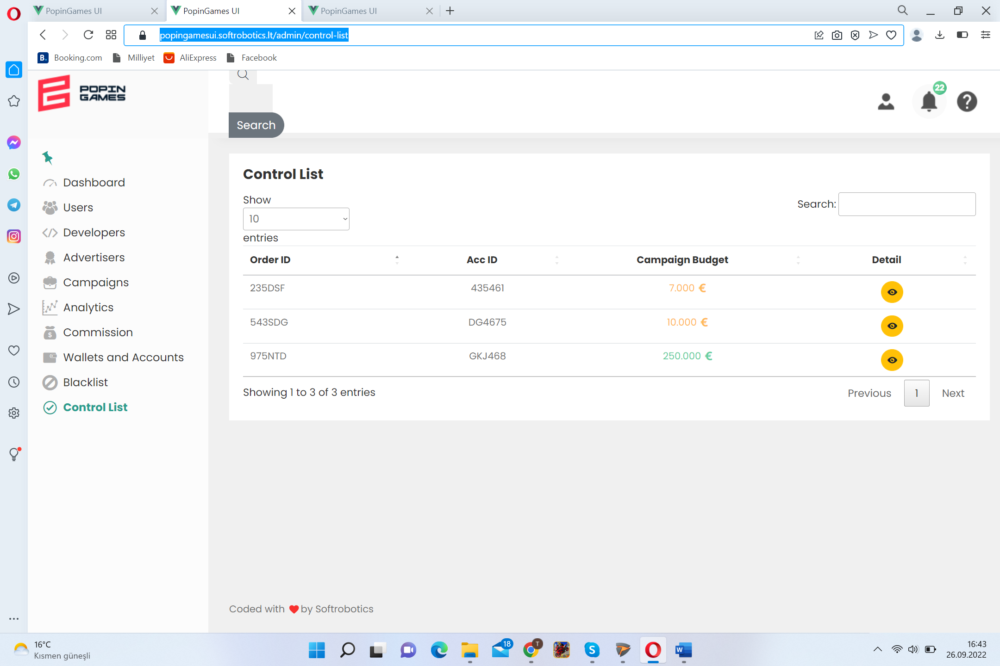 PopinGames UI
PopinGames UI
PopinGames UI
popingamesui.softrobotics.lt/admin/control-list
B. Booking.com Milliyet AliExpress Facebook
POPIN
GAMES
22
Search
Dashboard
Users
Developers
Advertisers
Campaigns
Analytics
Commission
Wallets and Accounts
Blacklist
Control List
Control List
Show
10
entries
Search:
Order ID Acc ID Campaign Budget Detail
235DSF 435461 7.000 €
543SDG DG4675 10.000 €
975NTD GKJ468 250.000 €
Showing 1 to 3 of 3 entries
Previous 1 Next
Coded with ❤ by Softrobotics
16°C
Kısmen güneşli
18
T
S
W
16:43
26.09.2022